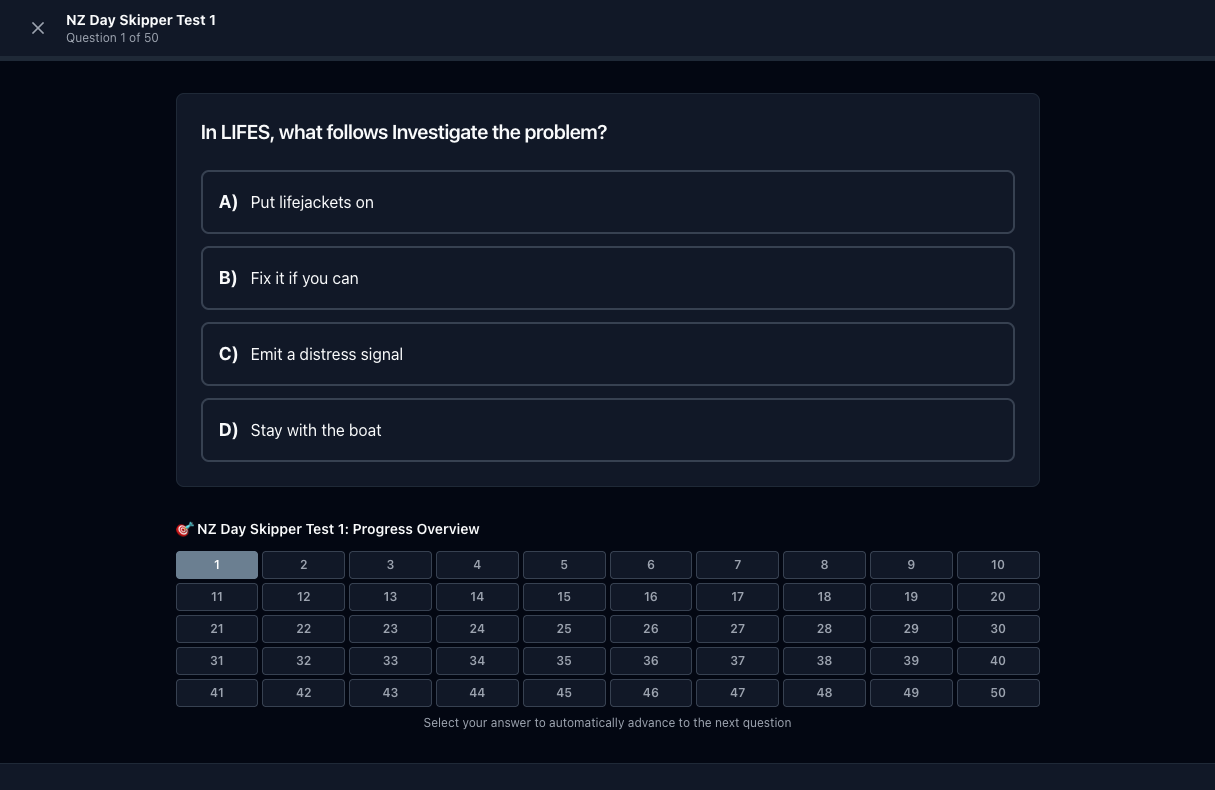 NZ Day Skipper Test 1
Question 1 of 50
In LIFES, what follows Investigate the problem?
A) Put lifejackets on
B) Fix it if you can
C) Emit a distress signal
D) Stay with the boat
🎯 NZ Day Skipper Test 1: Progress Overview
1 2 3 4 5 6 7 8 9 10
11 12 13 14 15 16 17 18 19 20
21 22 23 24 25 26 27 28 29 30
31 32 33 34 35 36 37 38 39 40
41 42 43 44 45 46 47 48 49 50
Select your answer to automatically advance to the next question